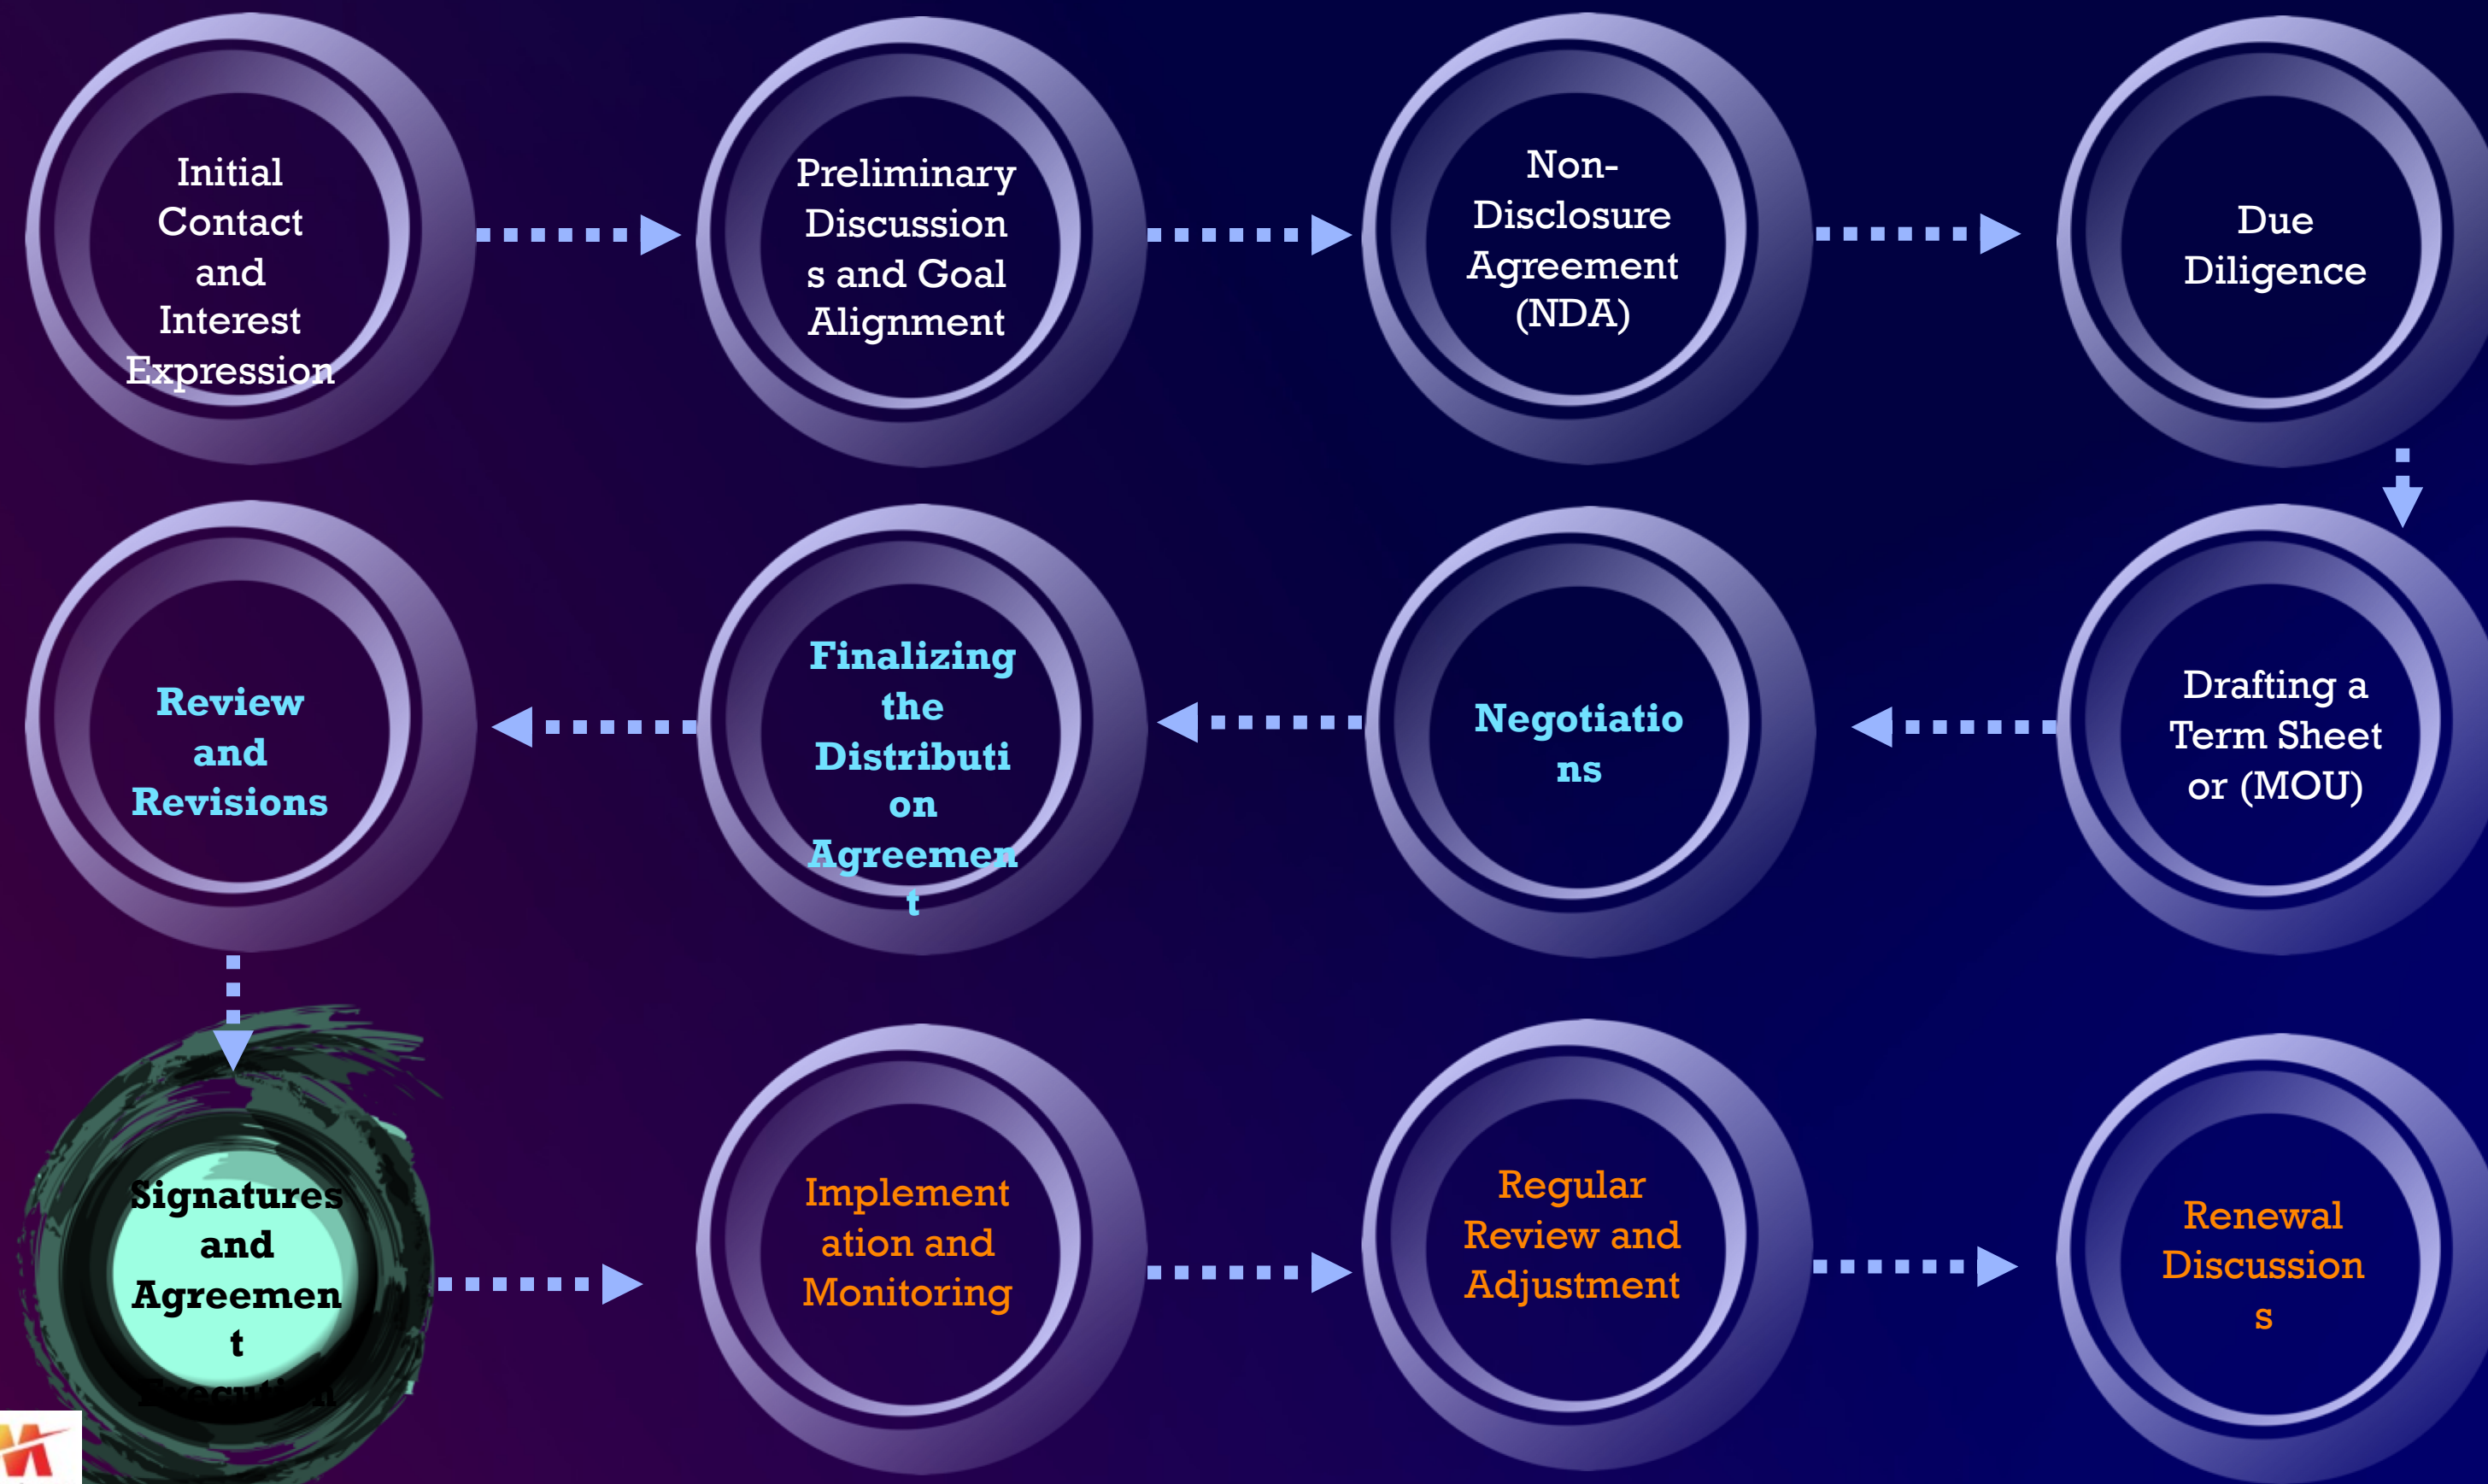 Initial
Contact
and
Interest
Expression
Preliminary
Discussion
s and Goal
Alignment
Non-
Disclosure
Agreement
(NDA)
Due
Diligence
Drafting a
Term Sheet
or (MOU)
Negotiatio
ns
Finalizing
the
Distributi
on
Agreemen
t
Review
and
Revisions
Signatures
and
Agreemen
t
Execution
Implement
ation and
Monitoring
Regular
Review and
Adjustment
Renewal
Discussion
s